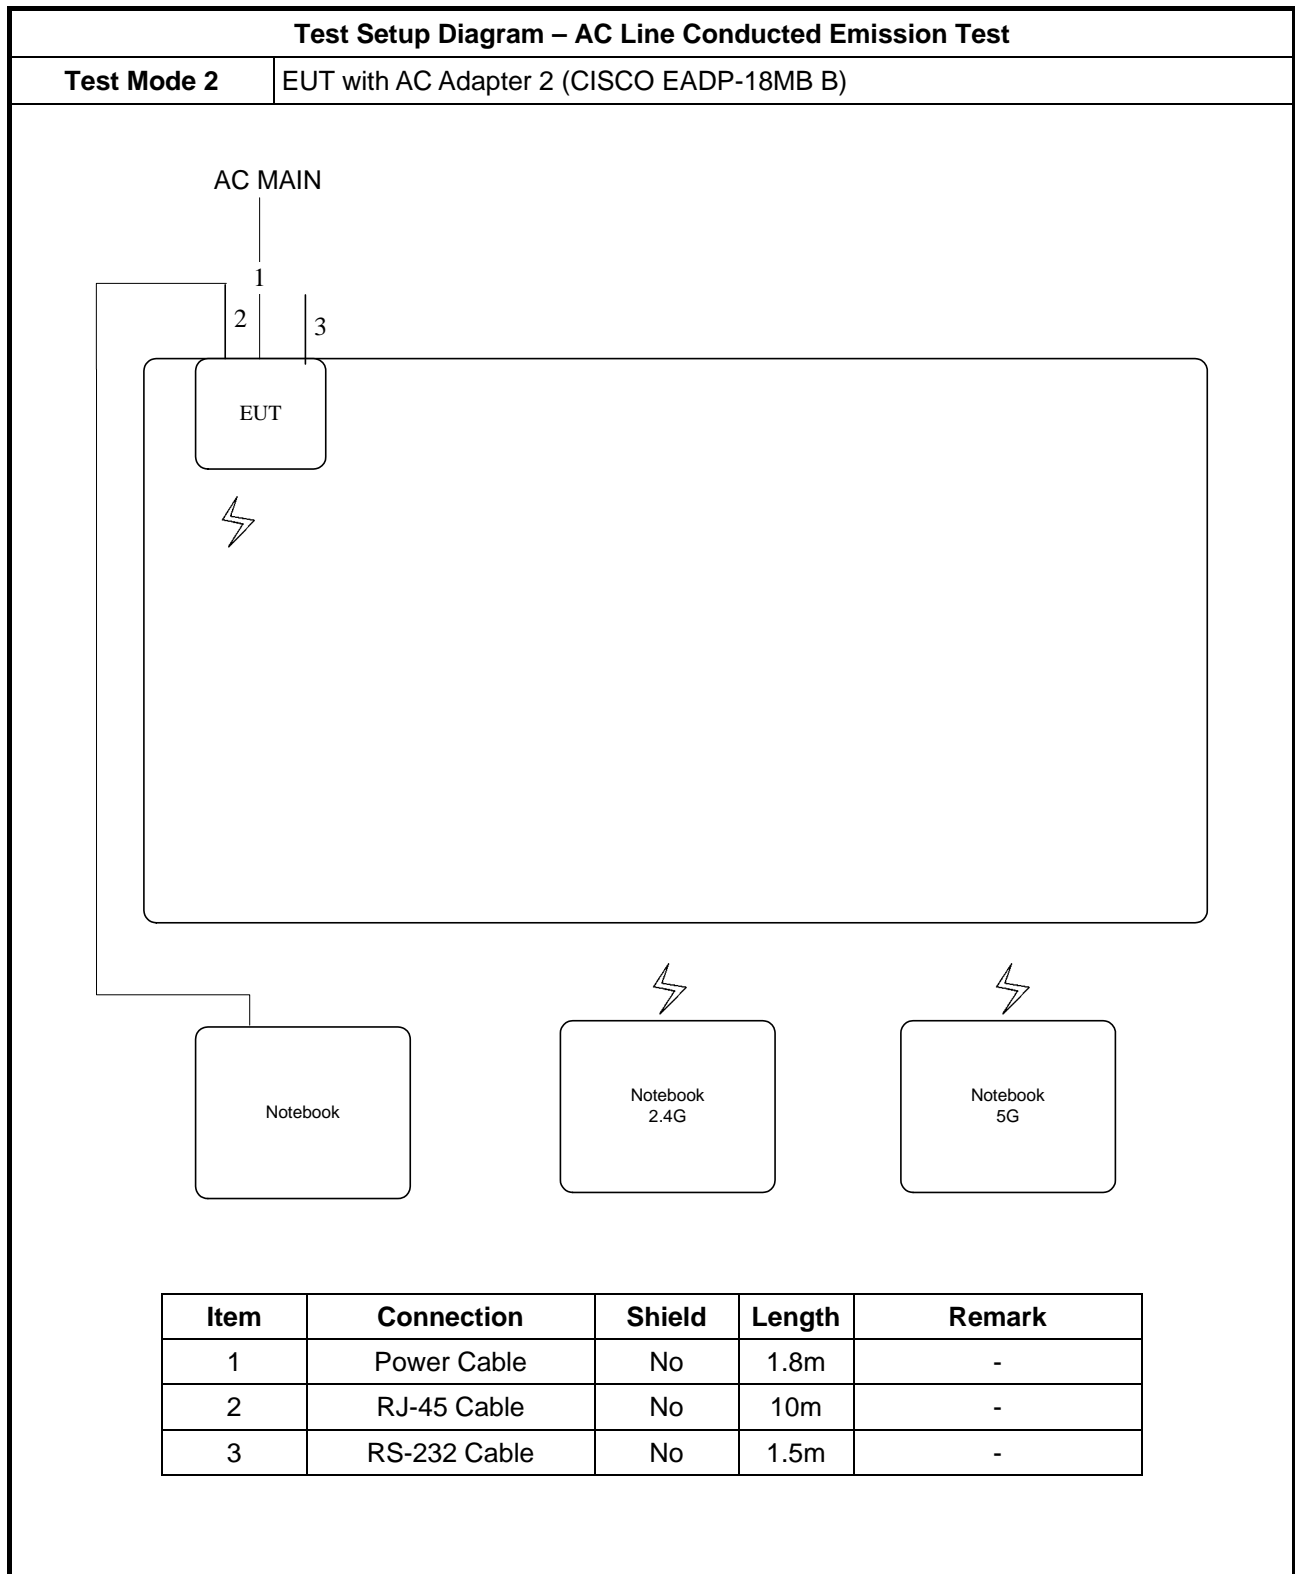 Test Setup Diagram – AC Line Conducted Emission Test
Test Mode 2 EUT with AC Adapter 2 (CISCO EADP-18MB B)
AC MAIN
1
2
3
EUT
Notebook
Notebook
2.4G
Notebook
5G
Item Connection Shield Length Remark
1 Power Cable No 1.8m -
2 RJ-45 Cable No 10m -
3 RS-232 Cable No 1.5m -